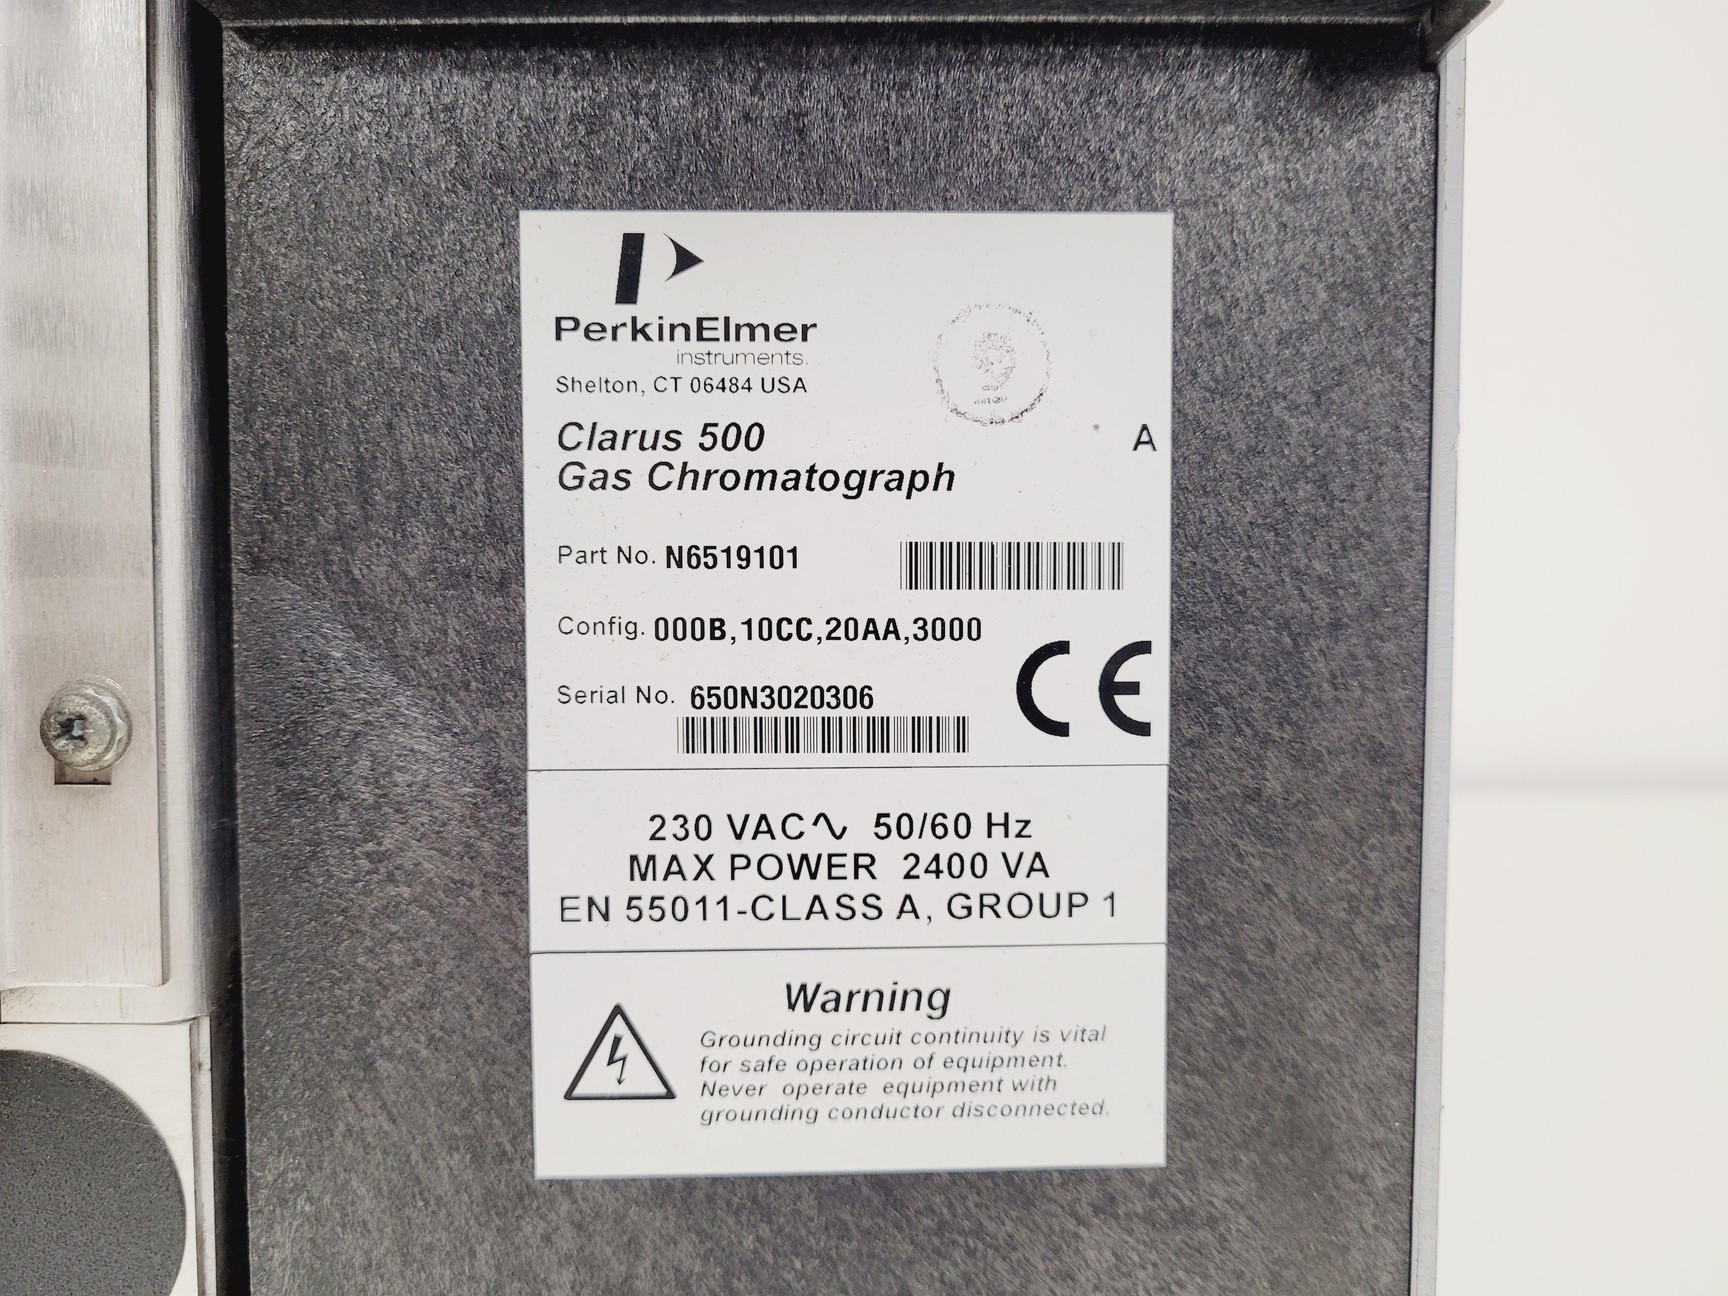 PerkinElmer
instruments.
Shelton, CT 06484 USA
Clarus 500
A
Gas Chromatograph
Part No. N6519101
Config. 000B,10CC,20AA,3000
Serial No. 650N3020306
CE
230 VAC∿ 50/60 Hz
MAX POWER 2400 VA
EN 55011-CLASS A, GROUP 1
Warning
Grounding circuit continuity is vital
for safe operation of equipment.
Never operate equipment with
grounding conductor disconnected.